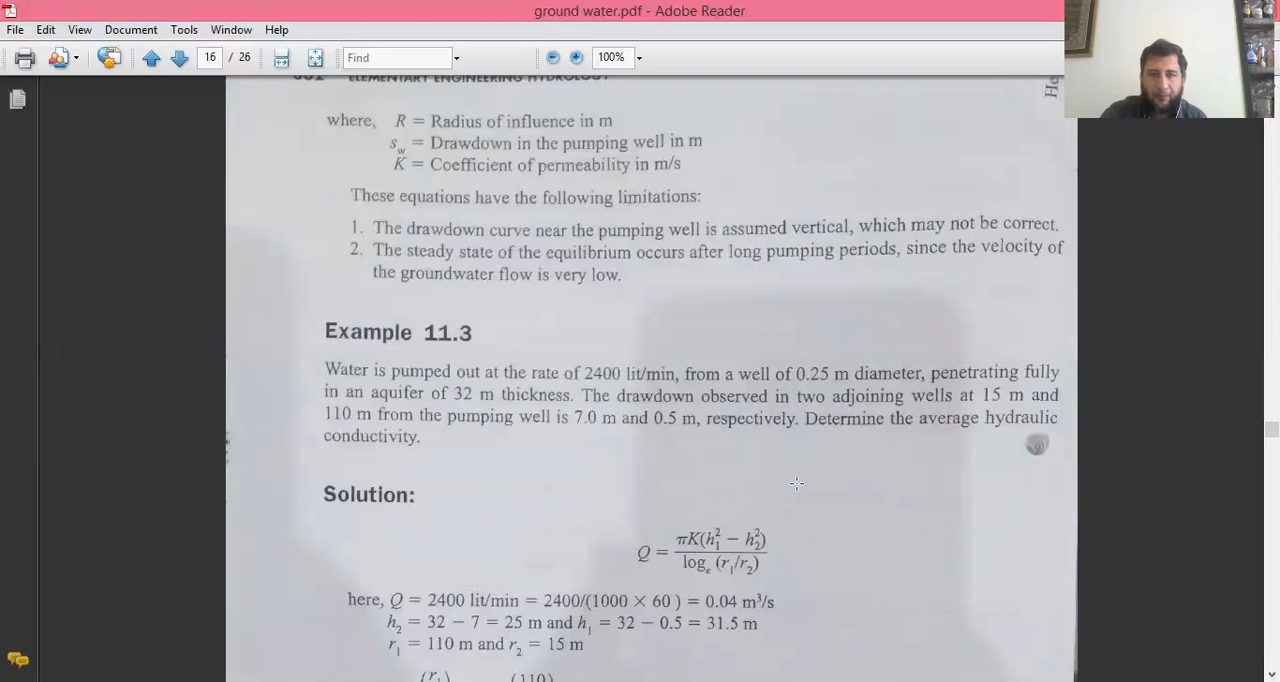 ground water.pdf - Adobe Reader
File Edit View Document Tools Window Help
16 / 26 Find 100%
ELEMENTARY ENGINEERING HYDROLOGY
He
where, R = Radius of influence in m
s_w = Drawdown in the pumping well in m
K = Coefficient of permeability in m/s
These equations have the following limitations:
1. The drawdown curve near the pumping well is assumed vertical, which may not be correct.
2. The steady state of the equilibrium occurs after long pumping periods, since the velocity of
the groundwater flow is very low.
Example 11.3
Water is pumped out at the rate of 2400 lit/min, from a well of 0.25 m diameter, penetrating fully
in an aquifer of 32 m thickness. The drawdown observed in two adjoining wells at 15 m and
110 m from the pumping well is 7.0 m and 0.5 m, respectively. Determine the average hydraulic
conductivity.
Solution:
Q = πK(h₁² − h₂²) / logₑ (r₁/r₂)
here, Q = 2400 lit/min = 2400/(1000 × 60 ) = 0.04 m³/s
h₂ = 32 − 7 = 25 m and h₁ = 32 − 0.5 = 31.5 m
r₁ = 110 m and r₂ = 15 m
(r₁) (110)